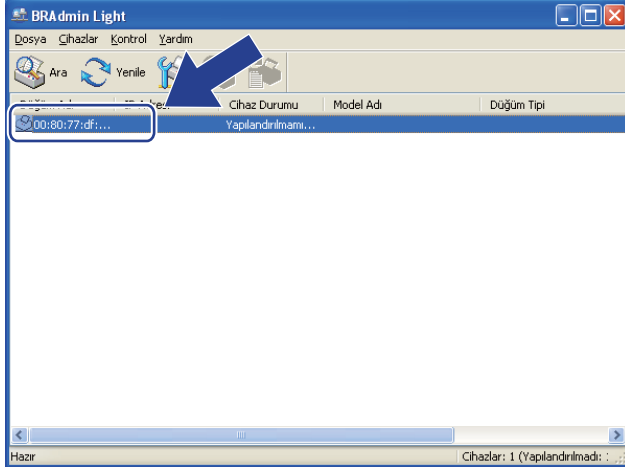 BRAdmin Light
Dosya Cihazlar Kontrol Yardım
Ara Yenile
Cihaz Durumu Model Adı Düğüm Tipi
00:80:77:df:... Yapılandırılmamı...
Hazır Cihazlar: 1 (Yapılandırılmadı: